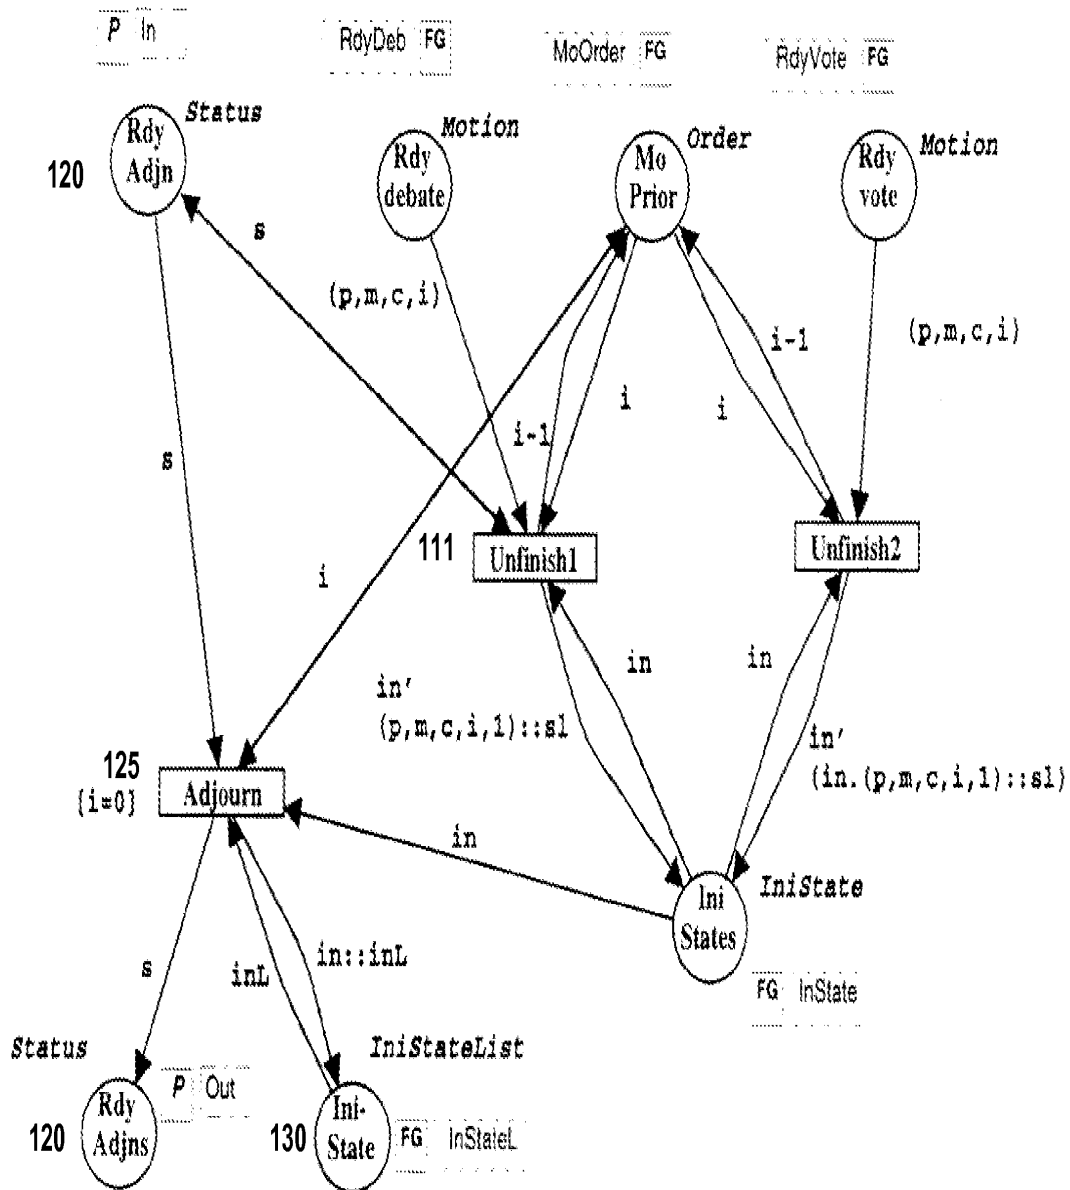 P In
RdyDeb FG
MoOrder FG
RdyVote FG
Status
Rdy
Adjn
120
Motion
Rdy
debate
Order
Mo
Prior
Motion
Rdy
vote
s
(p,m,c,i)
i-1
(p,m,c,i)
i
i
i-1
s
111
Unfinish1
Unfinish2
i
in
in
in'
(p,m,c,i,1)::sl
in'
(in.(p,m,c,i,1)::sl)
125
[i=0]
Adjourn
in
IniState
Ini
States
s
inL
in::inL
FG InState
Status
IniStateList
P Out
Rdy
Adjns
120
130
Ini-
State
FG InStateL